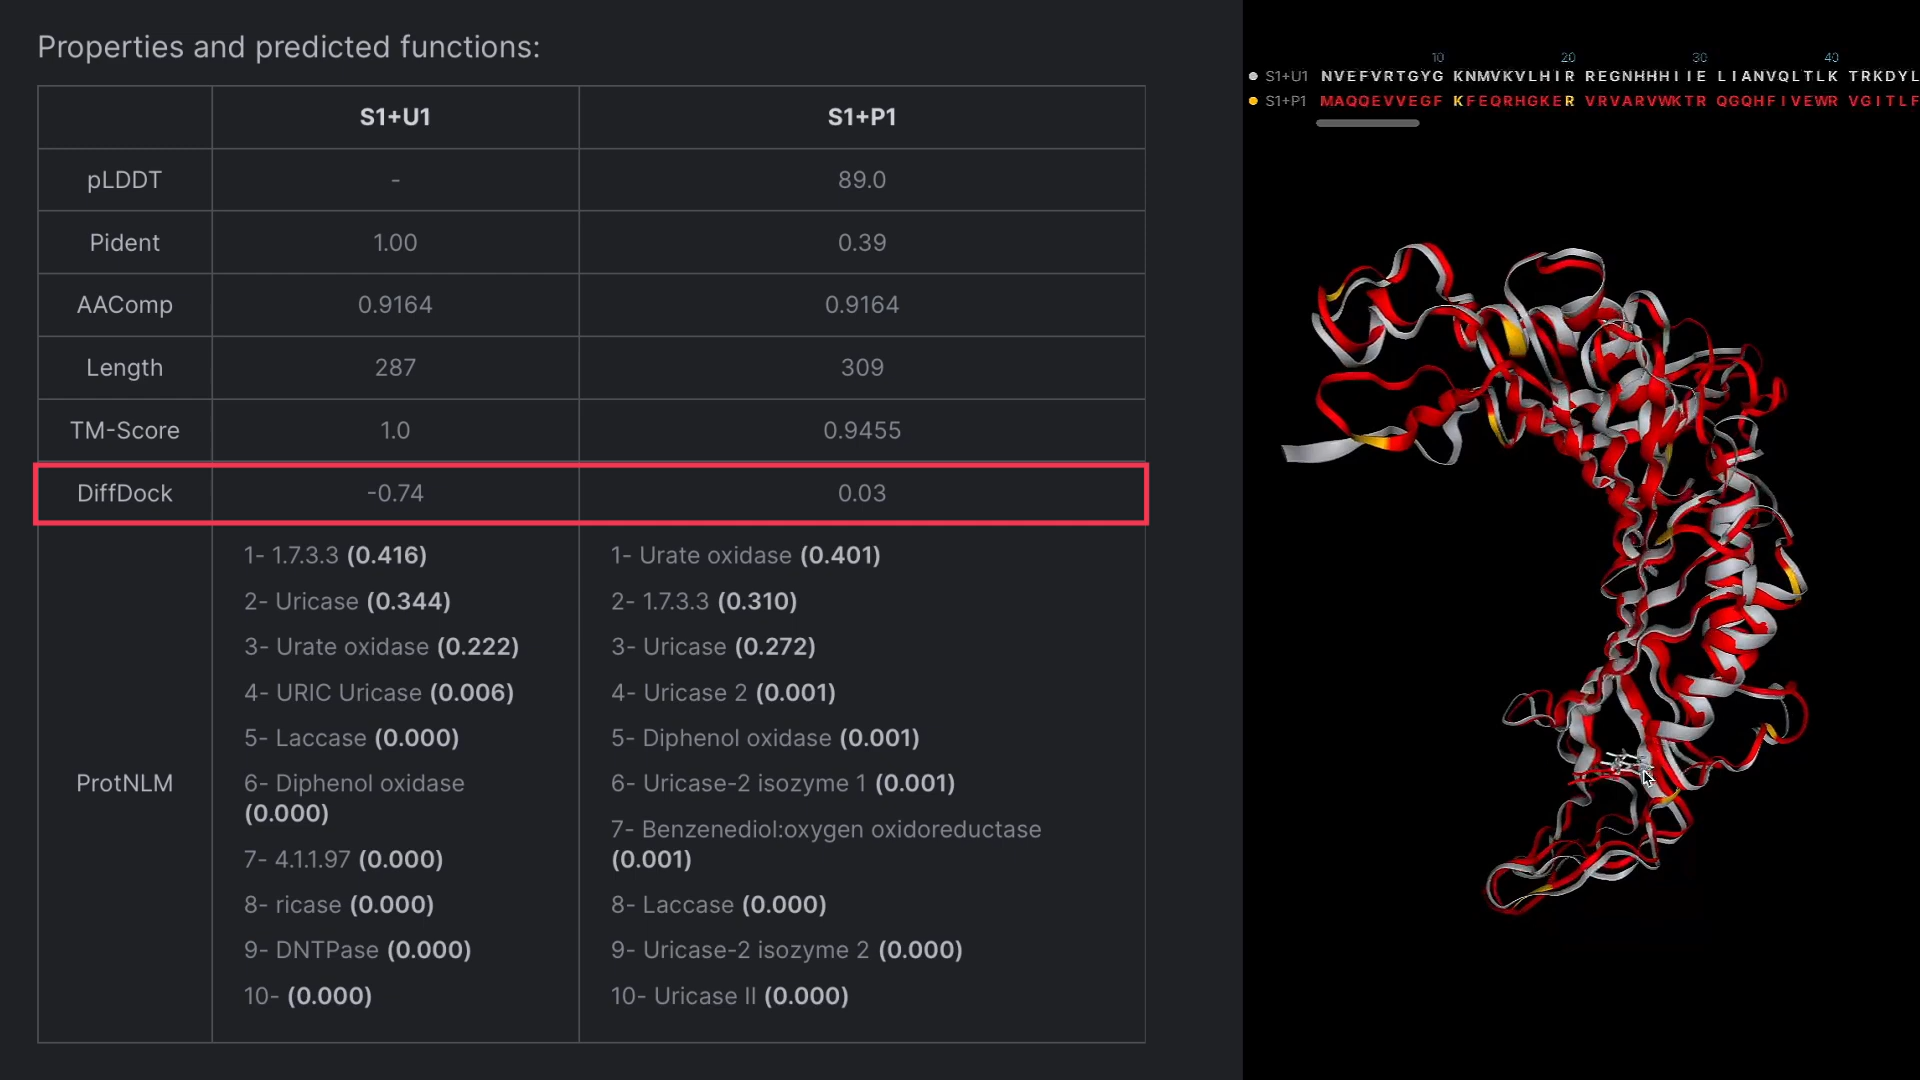 Properties and predicted functions:
S1+U1 S1+P1
pLDDT - 89.0
Pident 1.00 0.39
AAComp 0.9164 0.9164
Length 287 309
TM-Score 1.0 0.9455
DiffDock -0.74 0.03
ProtNLM
1- 1.7.3.3 (0.416)
2- Uricase (0.344)
3- Urate oxidase (0.222)
4- URIC Uricase (0.006)
5- Laccase (0.000)
6- Diphenol oxidase
(0.000)
7- 4.1.1.97 (0.000)
8- ricase (0.000)
9- DNTPase (0.000)
10- (0.000)
1- Urate oxidase (0.401)
2- 1.7.3.3 (0.310)
3- Uricase (0.272)
4- Uricase 2 (0.001)
5- Diphenol oxidase (0.001)
6- Uricase-2 isozyme 1 (0.001)
7- Benzenediol:oxygen oxidoreductase
(0.001)
8- Laccase (0.000)
9- Uricase-2 isozyme 2 (0.000)
10- Uricase II (0.000)
10 20 30 40
S1+U1 NVEFVRTGYG KNMVKVLHIR REGNHHHIIE LIANVQLTLK TRKDYL
S1+P1 MAQQEVVEGF KFEQRHGKER VRVARVWKTR QGQHFIVEWR VGITLF